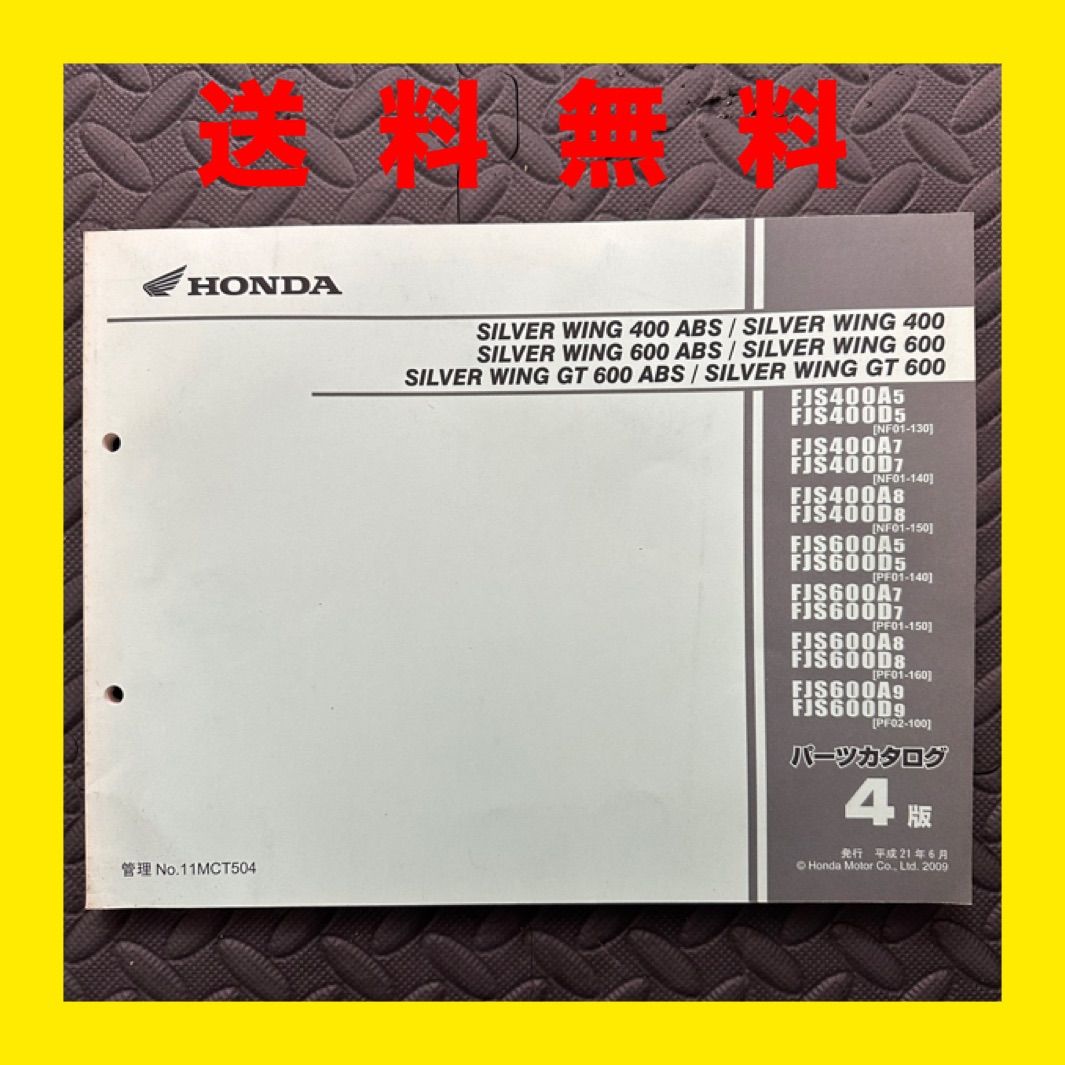 送料無料
HONDA
SILVER WING 400 ABS / SILVER WING 400
SILVER WING 600 ABS / SILVER WING 600
SILVER WING GT 600 ABS / SILVER WING GT 600
FJS400A5
FJS400D5
[NF01-130]
FJS400A7
FJS400D7
[NF01-140]
FJS400A8
FJS400D8
[NF01-150]
FJS600A5
FJS600D5
[PF01-140]
FJS600A7
FJS600D7
[PF01-150]
FJS600A8
FJS600D8
[PF01-160]
FJS600A9
FJS600D9
[PF02-100]
パーツカタログ
4版
発行 平成21年6月
© Honda Motor Co., Ltd. 2009
管理 No.11MCT504